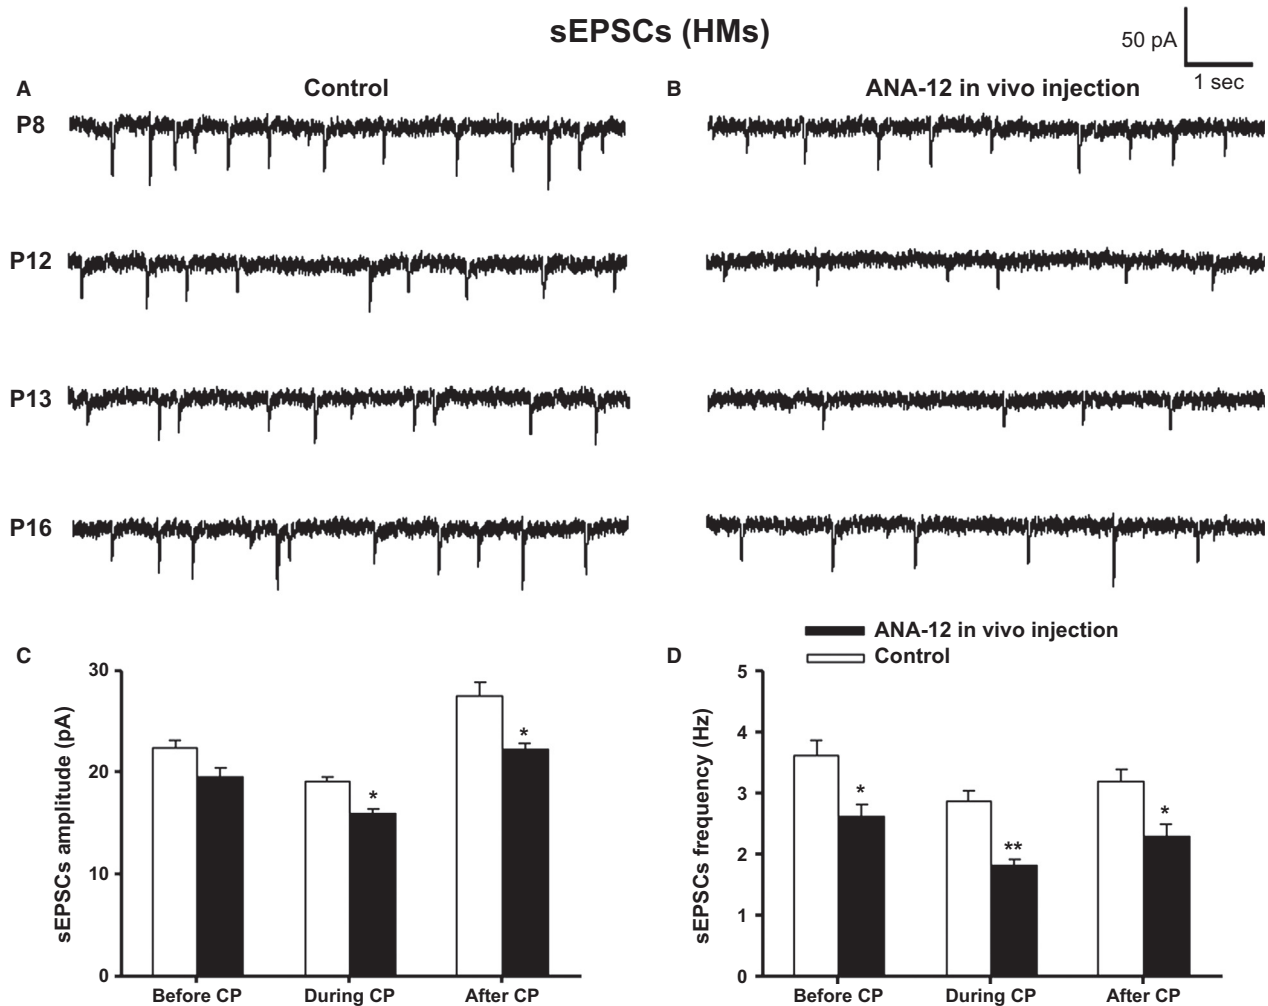 sEPSCs (HMs)
50 pA
1 sec
A
Control
B
ANA-12 in vivo injection
P8
P12
P13
P16
ANA-12 in vivo injection
Control
C
30
20
10
0
sEPSCs amplitude (pA)
*
*
Before CP
During CP
After CP
D
5
4
3
2
1
0
sEPSCs frequency (Hz)
*
**
*
Before CP
During CP
After CP